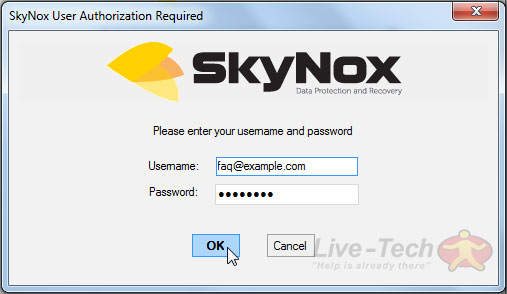 SkyNox User Authorization Required
SkyNox
Data Protection and Recovery
Please enter your username and password
Username: faq@example.com
Password: ●●●●●●●●
OK Cancel
Live-Tech
"Help is already there"